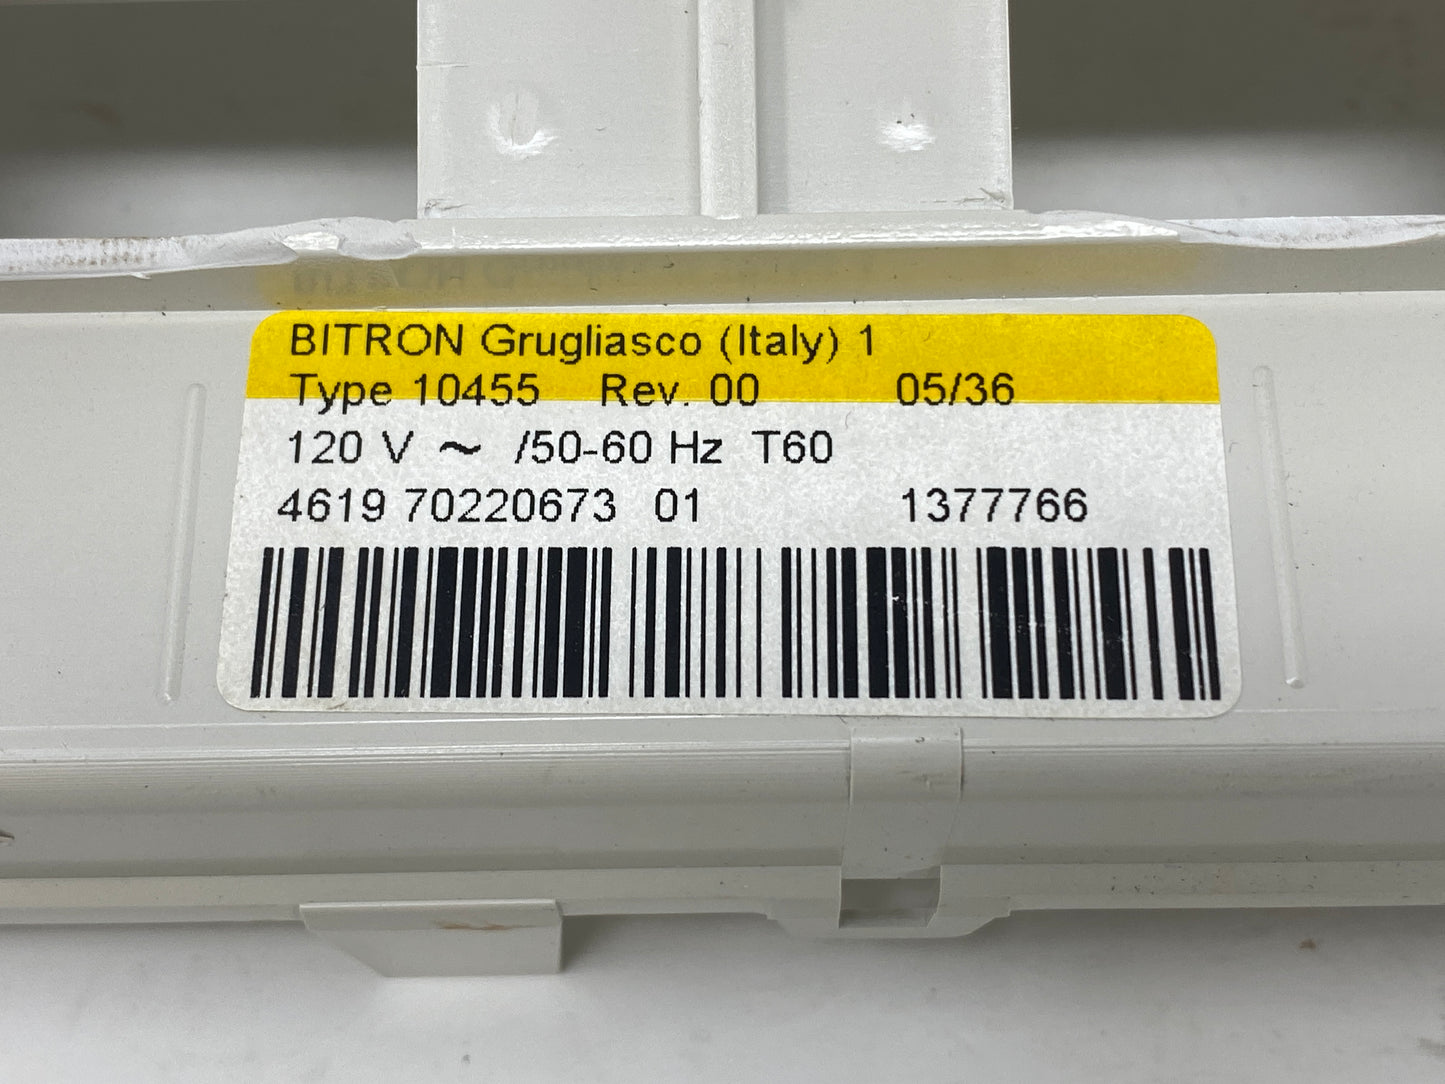 BITRON Grugliasco (Italy) 1
Type 10455 Rev. 00 05/36
120 V ~ /50-60 Hz T60
4619 70220673 01 1377766